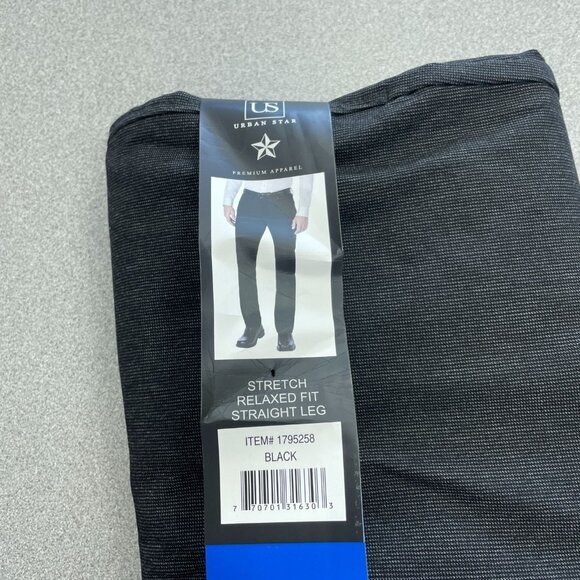 US
URBAN STAR
PREMIUM APPAREL
STRETCH
RELAXED FIT
STRAIGHT LEG
ITEM# 1795258
BLACK
7 70701 31630 3